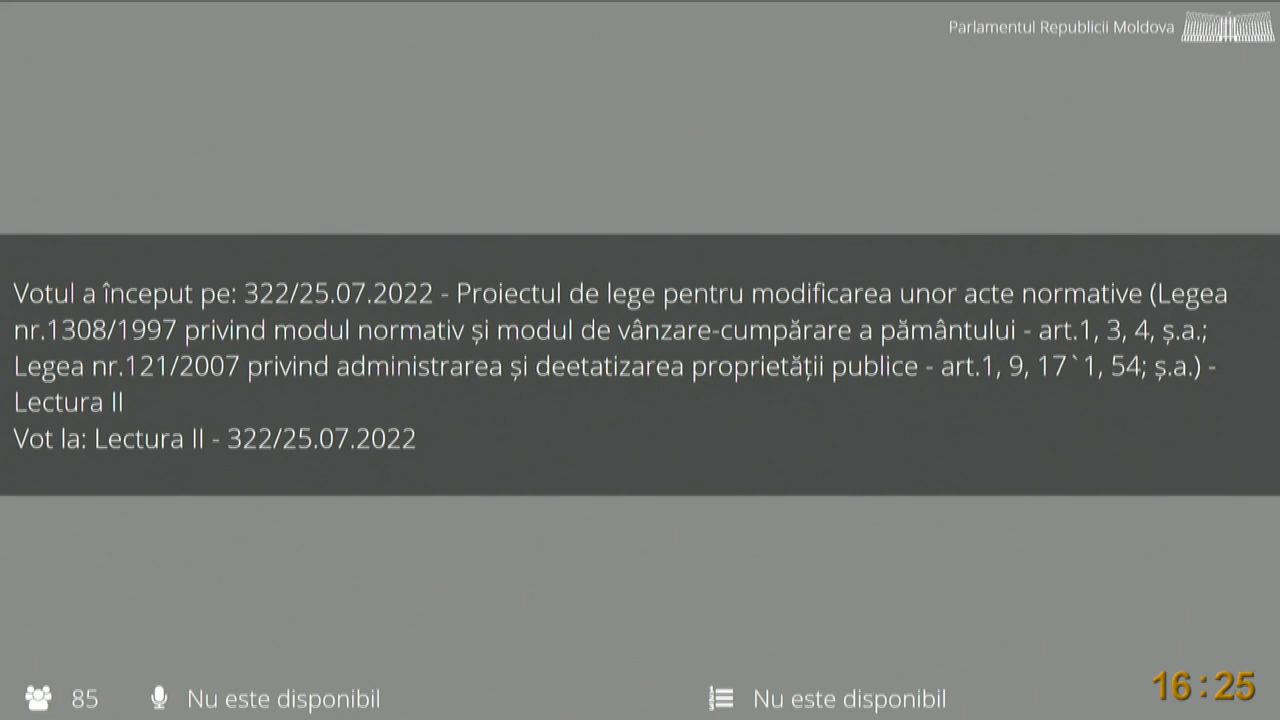 Parlamentul Republicii Moldova
Votul a început pe: 322/25.07.2022 - Proiectul de lege pentru modificarea unor acte normative (Legea
nr.1308/1997 privind modul normativ și modul de vânzare-cumpărare a pământului - art.1, 3, 4, ș.a.;
Legea nr.121/2007 privind administrarea și deetatizarea proprietății publice - art.1, 9, 17`1, 54; ș.a.) -
Lectura II
Vot la: Lectura II - 322/25.07.2022
85 Nu este disponibil Nu este disponibil
16:25